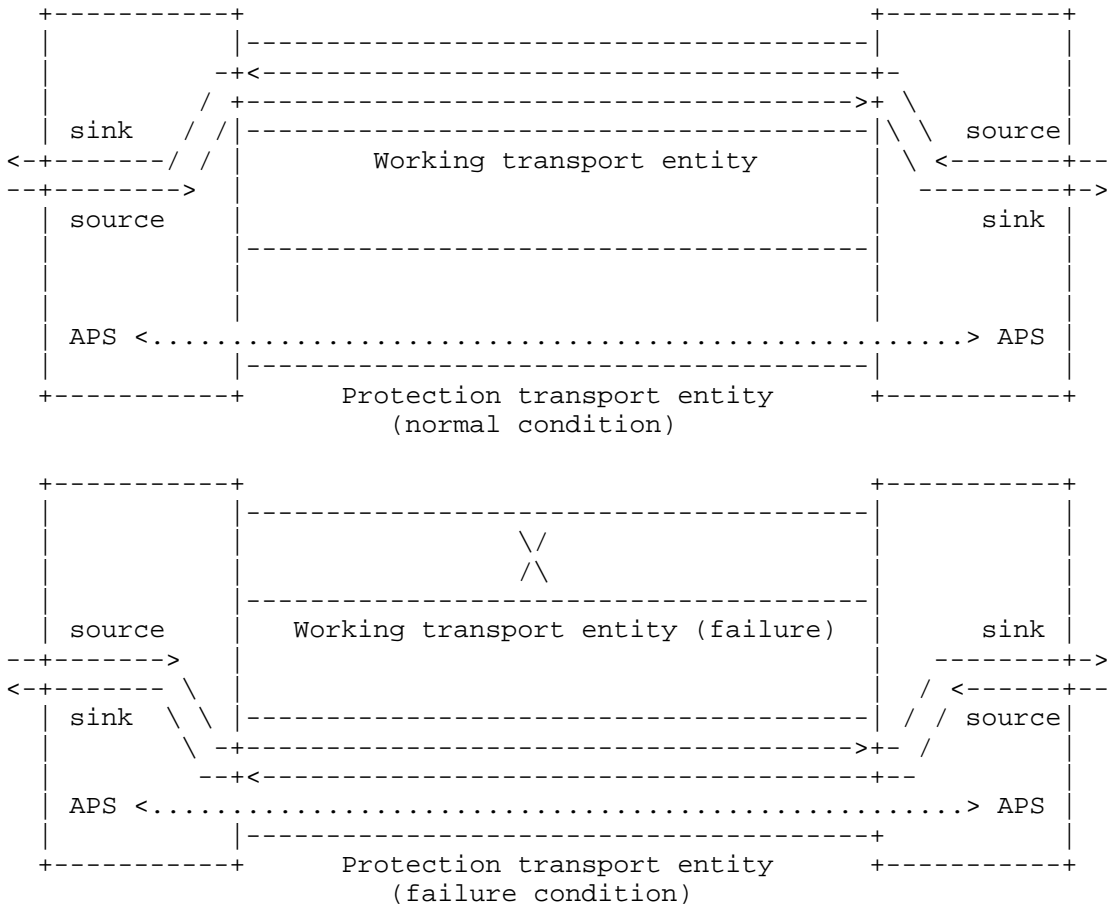 sink source
Working transport entity
source sink
APS APS
Protection transport entity
(normal condition)
source Working transport entity (failure) sink
sink source
APS APS
Protection transport entity
(failure condition)